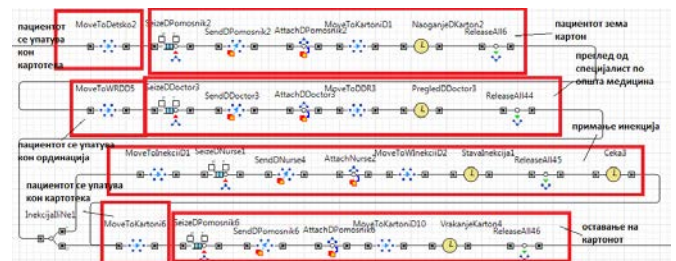 пациентот
се упатува
кон
картотека
MoveToDetsko2
SeizeDPomosnik2
SendDPomosnik2
AttachDPomosnik2
MoveToKartoniD1
NaoganjeDKarton2
ReleaseAll6
пациентот зема
картон
преглед од
специјалист по
општа медицина
MoveToWRDD5
SeizeDDoctor3
SendDDoctor3
AttachDDoctor3
MoveToDDR3
PregledDDoctor3
ReleaseAll44
примање инекција
пациентот се упатува
кон ординација
MoveToInekciiD1
SeizeDNurse1
SendDNurse4
AttachNurse2
MoveToWInekciiD2
StavaInekcija1
ReleaseAll45
Ceka3
пациентот се упатува
кон картотека
InekcijaIliNe1
MoveToKartoni6
SeizeDPomosnik6
SendDPomosnik6
AttachDPomosnik6
MoveToKartoniD10
VrakanjeKarton4
ReleaseAll46
оставање на
картонот